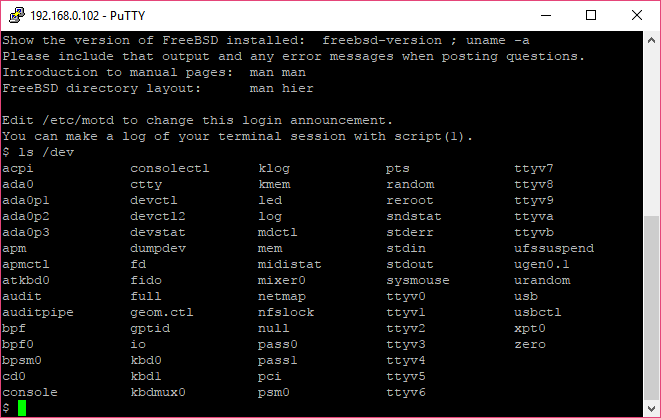 192.168.0.102 - PuTTY
Show the version of FreeBSD installed:  freebsd-version ; uname -a
Please include that output and any error messages when posting questions.
Introduction to manual pages:  man man
FreeBSD directory layout:      man hier

Edit /etc/motd to change this login announcement.
You can make a log of your terminal session with script(1).
$ ls /dev
acpi            consolectl      klog            pts             ttyv7
ada0            ctty            kmem            random          ttyv8
ada0p1          devctl          led             reroot          ttyv9
ada0p2          devctl2         log             sndstat         ttyva
ada0p3          devstat         mdctl           stderr          ttyvb
apm             dumpdev         mem             stdin           ufssuspend
apmctl          fd              midistat        stdout          ugen0.1
atkbd0          fido            mixer0          sysmouse        urandom
audit           full            netmap          ttyv0           usb
auditpipe       geom.ctl        nfslock         ttyv1           usbctl
bpf             gptid           null            ttyv2           xpt0
bpf0            io              pass0           ttyv3           zero
bpsm0           kbd0            pass1           ttyv4
cd0             kbd1            pci             ttyv5
console         kbdmux0         psm0            ttyv6
$